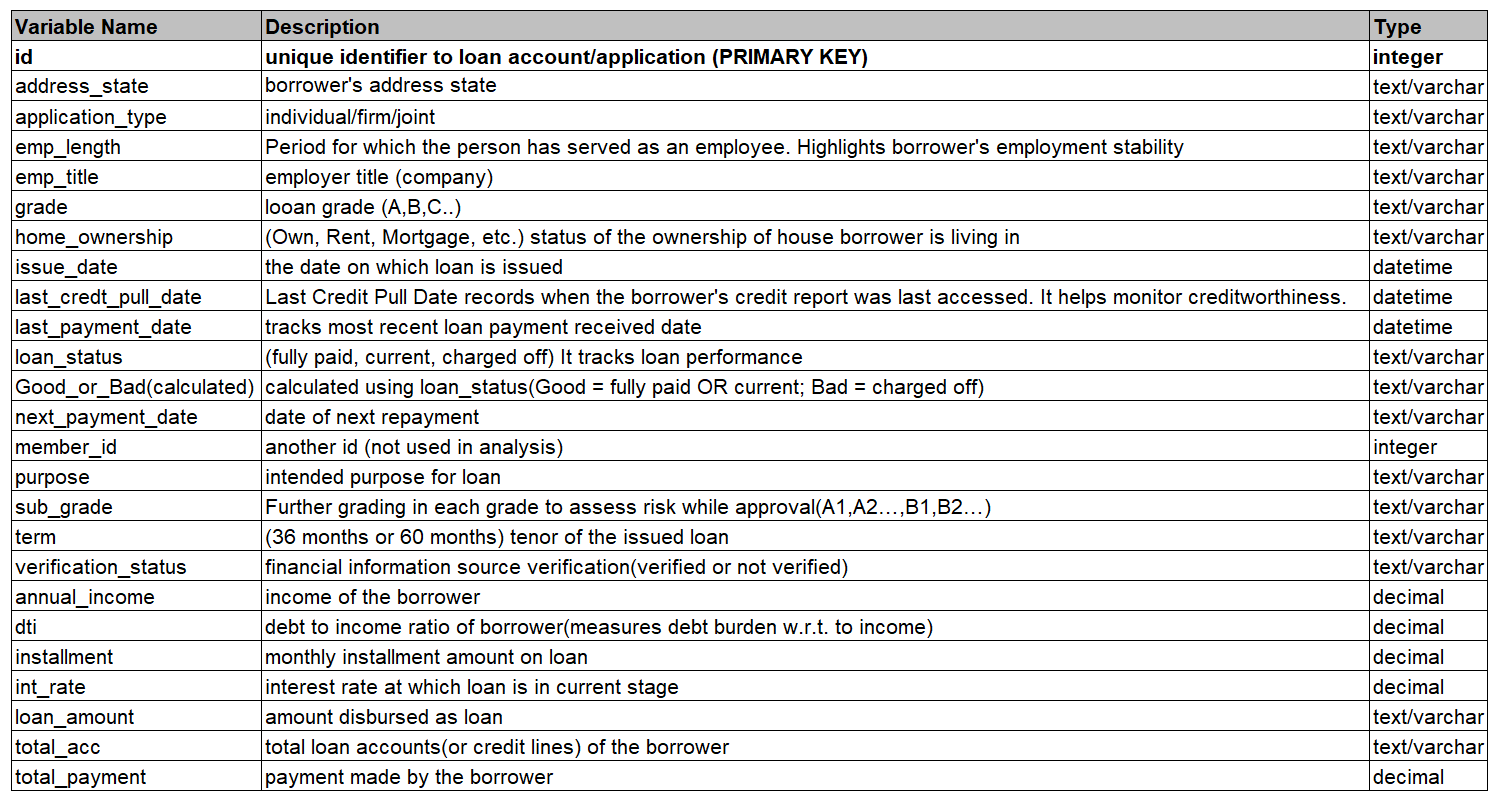 Variable Name Description Type
id unique identifier to loan account/application (PRIMARY KEY) integer
address_state borrower's address state text/varchar
application_type individual/firm/joint text/varchar
emp_length Period for which the person has served as an employee. Highlights borrower's employment stability text/varchar
emp_title employer title (company) text/varchar
grade looan grade (A,B,C..) text/varchar
home_ownership (Own, Rent, Mortgage, etc.) status of the ownership of house borrower is living in text/varchar
issue_date the date on which loan is issued datetime
last_credt_pull_date Last Credit Pull Date records when the borrower's credit report was last accessed. It helps monitor creditworthiness. datetime
last_payment_date tracks most recent loan payment received date datetime
loan_status (fully paid, current, charged off) It tracks loan performance text/varchar
Good_or_Bad(calculated) calculated using loan_status(Good = fully paid OR current; Bad = charged off) text/varchar
next_payment_date date of next repayment text/varchar
member_id another id (not used in analysis) integer
purpose intended purpose for loan text/varchar
sub_grade Further grading in each grade to assess risk while approval(A1,A2…,B1,B2…) text/varchar
term (36 months or 60 months) tenor of the issued loan text/varchar
verification_status financial information source verification(verified or not verified) text/varchar
annual_income income of the borrower decimal
dti debt to income ratio of borrower(measures debt burden w.r.t. to income) decimal
installment monthly installment amount on loan decimal
int_rate interest rate at which loan is in current stage decimal
loan_amount amount disbursed as loan text/varchar
total_acc total loan accounts(or credit lines) of the borrower text/varchar
total_payment payment made by the borrower decimal